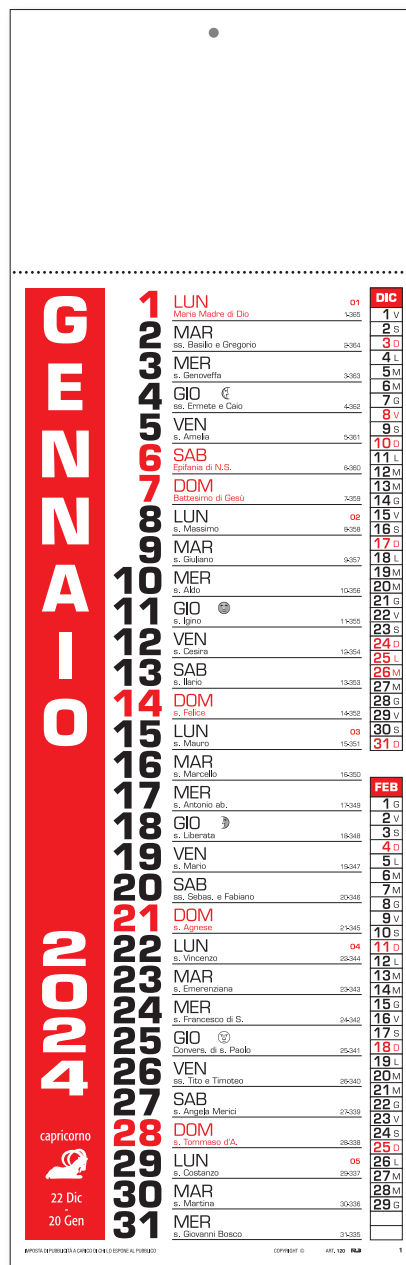 GENNAIO
2024
capricorno
22 Dic
-
20 Gen
1 LUN 01
Maria Madre di Dio 1-365
2 MAR
ss. Basilio e Gregorio 2-364
3 MER
s. Genoveffa 3-363
4 GIO
ss. Ermete e Caio 4-362
5 VEN
s. Amelia 5-361
6 SAB
Epifania di N.S. 6-360
7 DOM
Battesimo di Gesù 7-359
8 LUN 02
s. Massimo 8-358
9 MAR
s. Giuliano 9-357
10 MER
s. Aldo 10-356
11 GIO
s. Igino 11-355
12 VEN
s. Cesira 12-354
13 SAB
s. Ilario 13-353
14 DOM
s. Felice 14-352
15 LUN 03
s. Mauro 15-351
16 MAR
s. Marcello 16-350
17 MER
s. Antonio ab. 17-349
18 GIO
s. Liberata 18-348
19 VEN
s. Mario 19-347
20 SAB
ss. Sebas. e Fabiano 20-346
21 DOM
s. Agnese 21-345
22 LUN 04
s. Vincenzo 22-344
23 MAR
s. Emerenziana 23-343
24 MER
s. Francesco di S. 24-342
25 GIO
Convers. di s. Paolo 25-341
26 VEN
ss. Tito e Timoteo 26-340
27 SAB
s. Angela Merici 27-339
28 DOM
s. Tommaso d'A. 28-338
29 LUN 05
s. Costanzo 29-337
30 MAR
s. Martina 30-336
31 MER
s. Giovanni Bosco 31-335
DIC
1 V
2 S
3 D
4 L
5 M
6 M
7 G
8 V
9 S
10 D
11 L
12 M
13 M
14 G
15 V
16 S
17 D
18 L
19 M
20 M
21 G
22 V
23 S
24 D
25 L
26 M
27 M
28 G
29 V
30 S
31 D
FEB
1 G
2 V
3 S
4 D
5 L
6 M
7 M
8 G
9 V
10 S
11 D
12 L
13 M
14 M
15 G
16 V
17 S
18 D
19 L
20 M
21 M
22 G
23 V
24 S
25 D
26 L
27 M
28 M
29 G
IMPOSTA DI PUBBLICITÀ A CARICO DI CHI LO ESPONE AL PUBBLICO COPYRIGHT © ART. 120 1